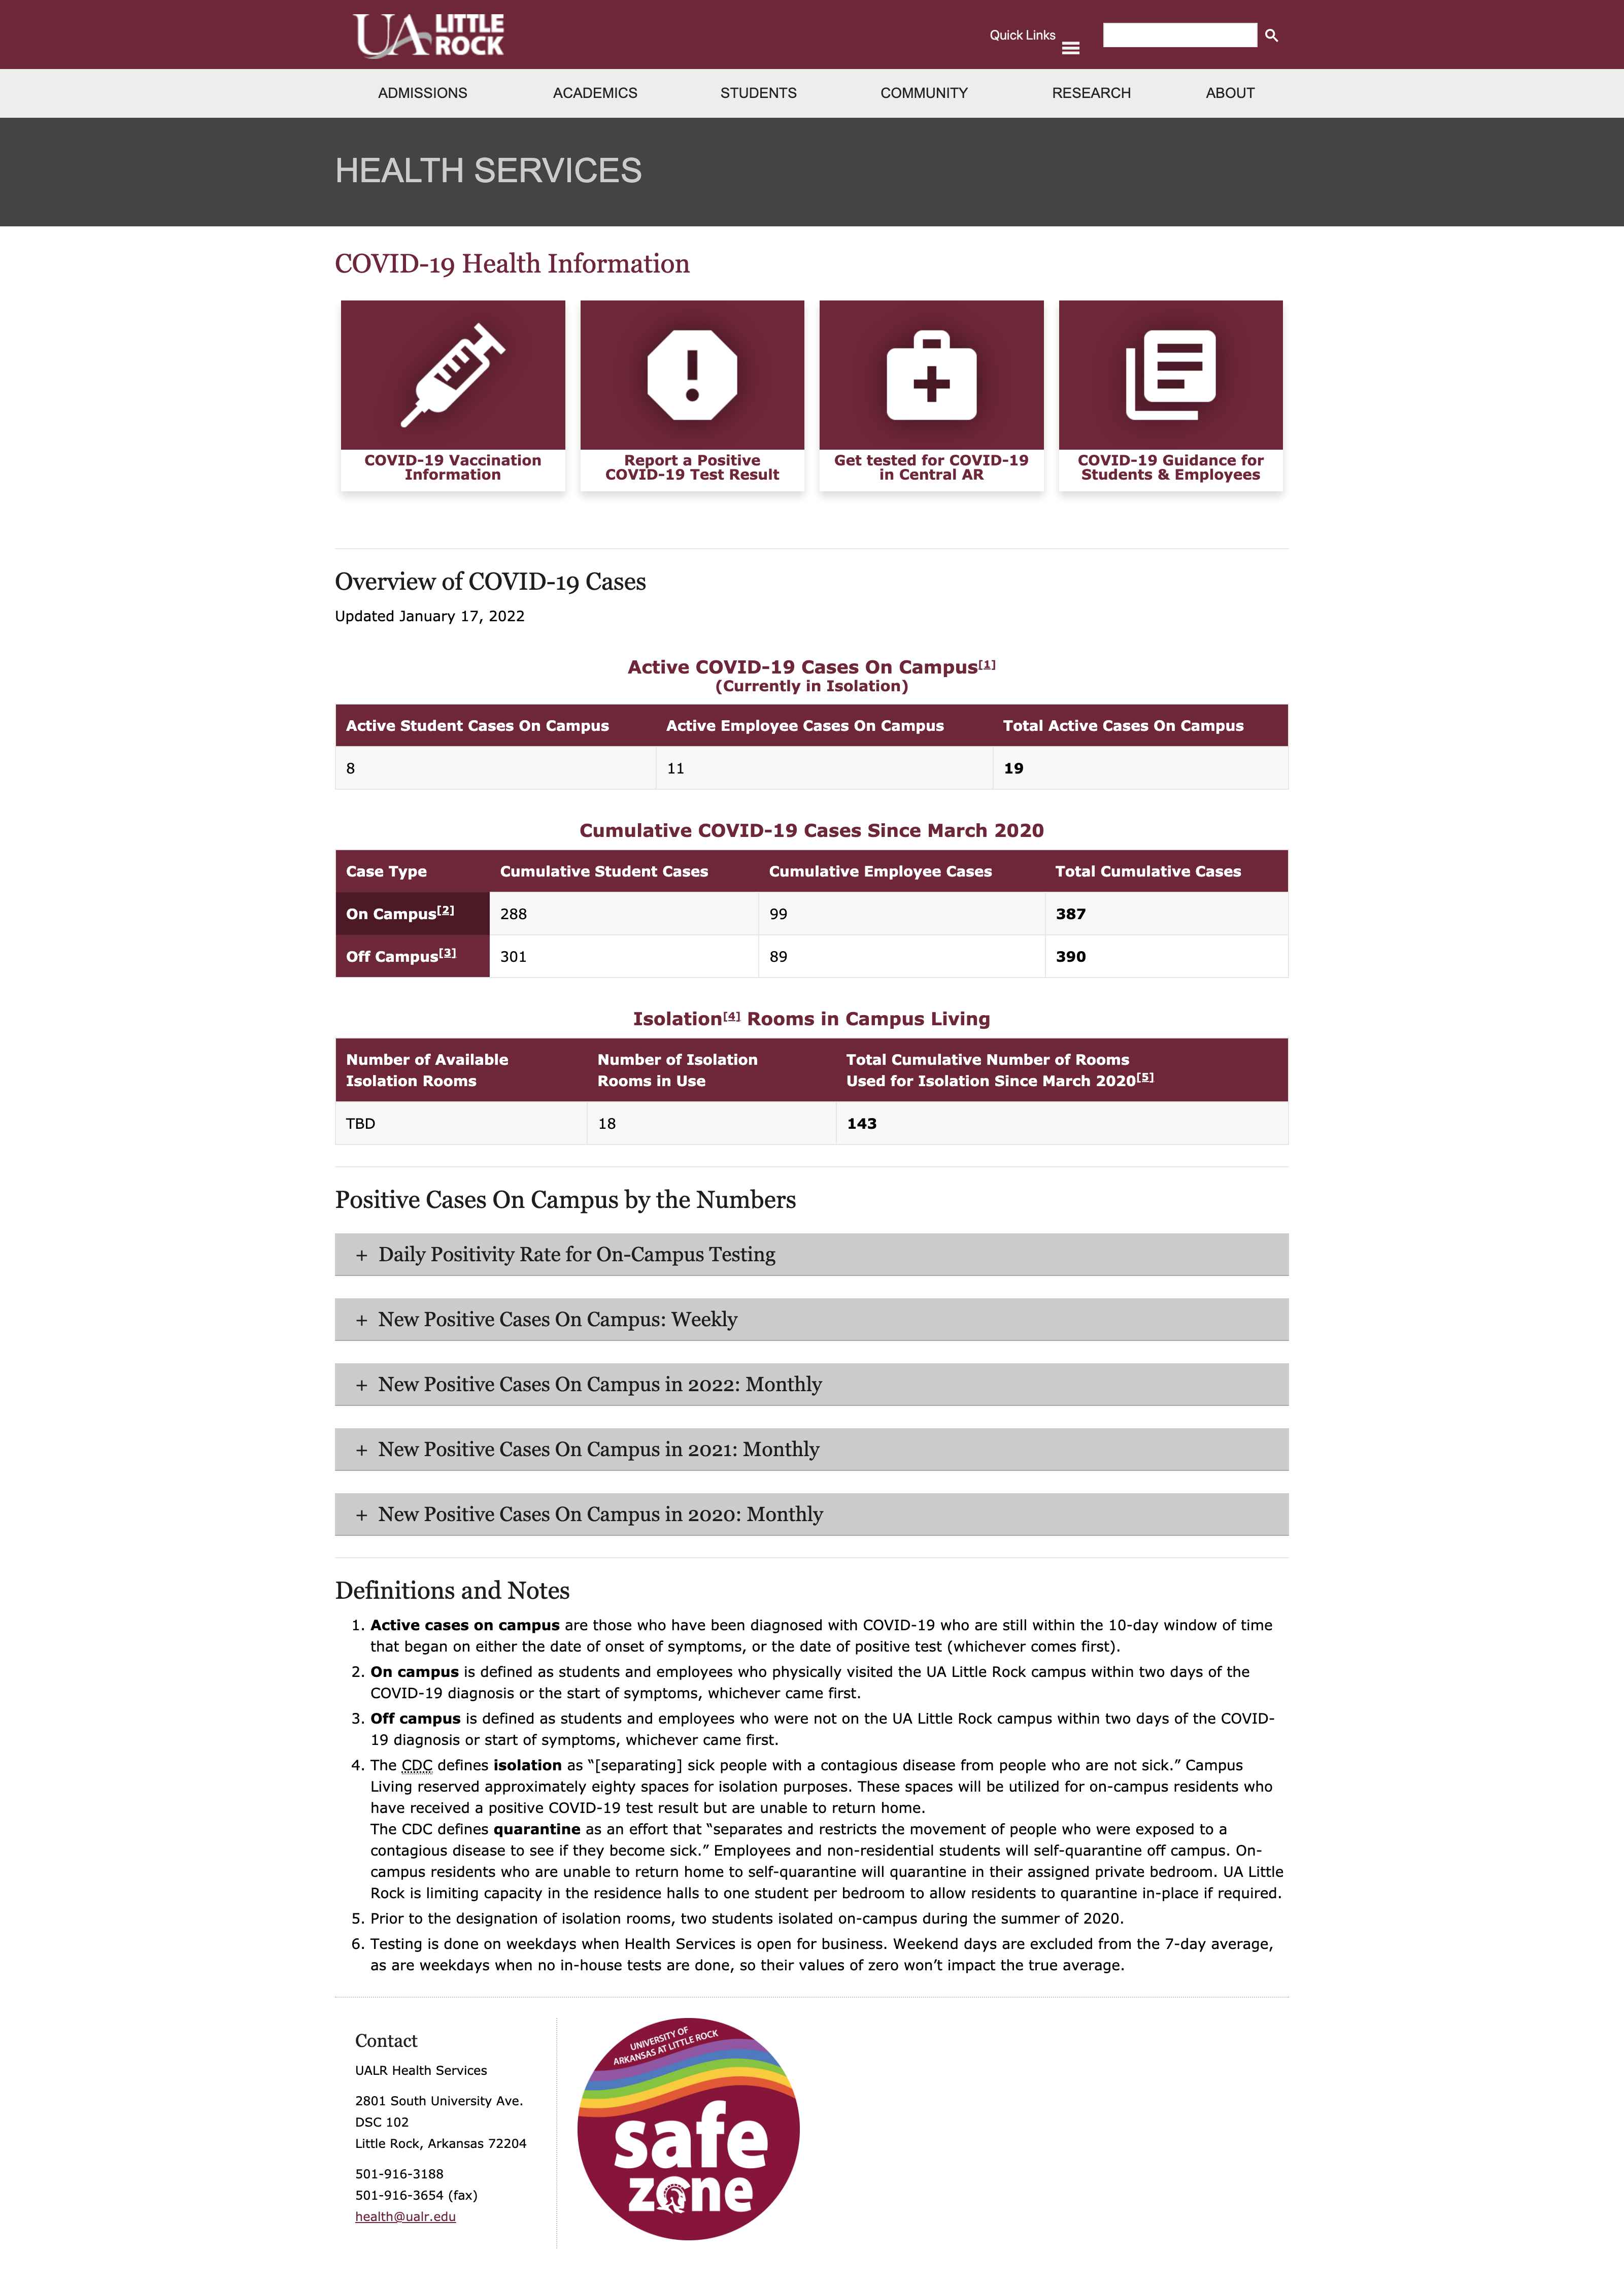 UA LITTLE ROCK
Quick Links
ADMISSIONS ACADEMICS STUDENTS COMMUNITY RESEARCH ABOUT
HEALTH SERVICES
COVID-19 Health Information
COVID-19 Vaccination
Information
Report a Positive
COVID-19 Test Result
Get tested for COVID-19
in Central AR
COVID-19 Guidance for
Students & Employees
Overview of COVID-19 Cases
Updated January 17, 2022
Active COVID-19 Cases On Campus[1]
(Currently in Isolation)
Active Student Cases On Campus Active Employee Cases On Campus Total Active Cases On Campus
8 11 19
Cumulative COVID-19 Cases Since March 2020
Case Type Cumulative Student Cases Cumulative Employee Cases Total Cumulative Cases
On Campus[2] 288 99 387
Off Campus[3] 301 89 390
Isolation[4] Rooms in Campus Living
Number of Available
Isolation Rooms
Number of Isolation
Rooms in Use
Total Cumulative Number of Rooms
Used for Isolation Since March 2020[5]
TBD 18 143
Positive Cases On Campus by the Numbers
+ Daily Positivity Rate for On-Campus Testing
+ New Positive Cases On Campus: Weekly
+ New Positive Cases On Campus in 2022: Monthly
+ New Positive Cases On Campus in 2021: Monthly
+ New Positive Cases On Campus in 2020: Monthly
Definitions and Notes
1. Active cases on campus are those who have been diagnosed with COVID-19 who are still within the 10-day window of time
that began on either the date of onset of symptoms, or the date of positive test (whichever comes first).
2. On campus is defined as students and employees who physically visited the UA Little Rock campus within two days of the
COVID-19 diagnosis or the start of symptoms, whichever came first.
3. Off campus is defined as students and employees who were not on the UA Little Rock campus within two days of the COVID-
19 diagnosis or start of symptoms, whichever came first.
4. The CDC defines isolation as “[separating] sick people with a contagious disease from people who are not sick.” Campus
Living reserved approximately eighty spaces for isolation purposes. These spaces will be utilized for on-campus residents who
have received a positive COVID-19 test result but are unable to return home.
The CDC defines quarantine as an effort that “separates and restricts the movement of people who were exposed to a
contagious disease to see if they become sick.” Employees and non-residential students will self-quarantine off campus. On-
campus residents who are unable to return home to self-quarantine will quarantine in their assigned private bedroom. UA Little
Rock is limiting capacity in the residence halls to one student per bedroom to allow residents to quarantine in-place if required.
5. Prior to the designation of isolation rooms, two students isolated on-campus during the summer of 2020.
6. Testing is done on weekdays when Health Services is open for business. Weekend days are excluded from the 7-day average,
as are weekdays when no in-house tests are done, so their values of zero won’t impact the true average.
Contact
UALR Health Services
2801 South University Ave.
DSC 102
Little Rock, Arkansas 72204
501-916-3188
501-916-3654 (fax)
health@ualr.edu
UNIVERSITY OF
ARKANSAS AT LITTLE ROCK
safe
zone